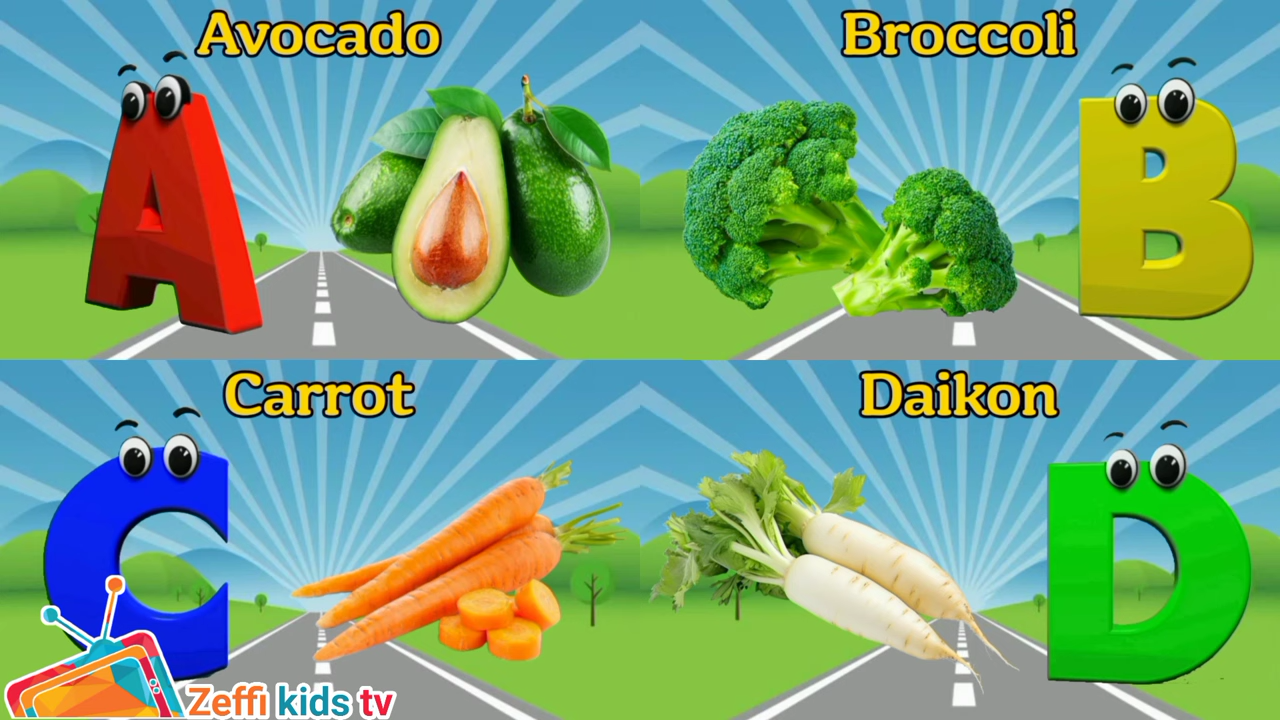 Avocado
A
Broccoli
B
Carrot
C
Daikon
D
Zeffi kids tv